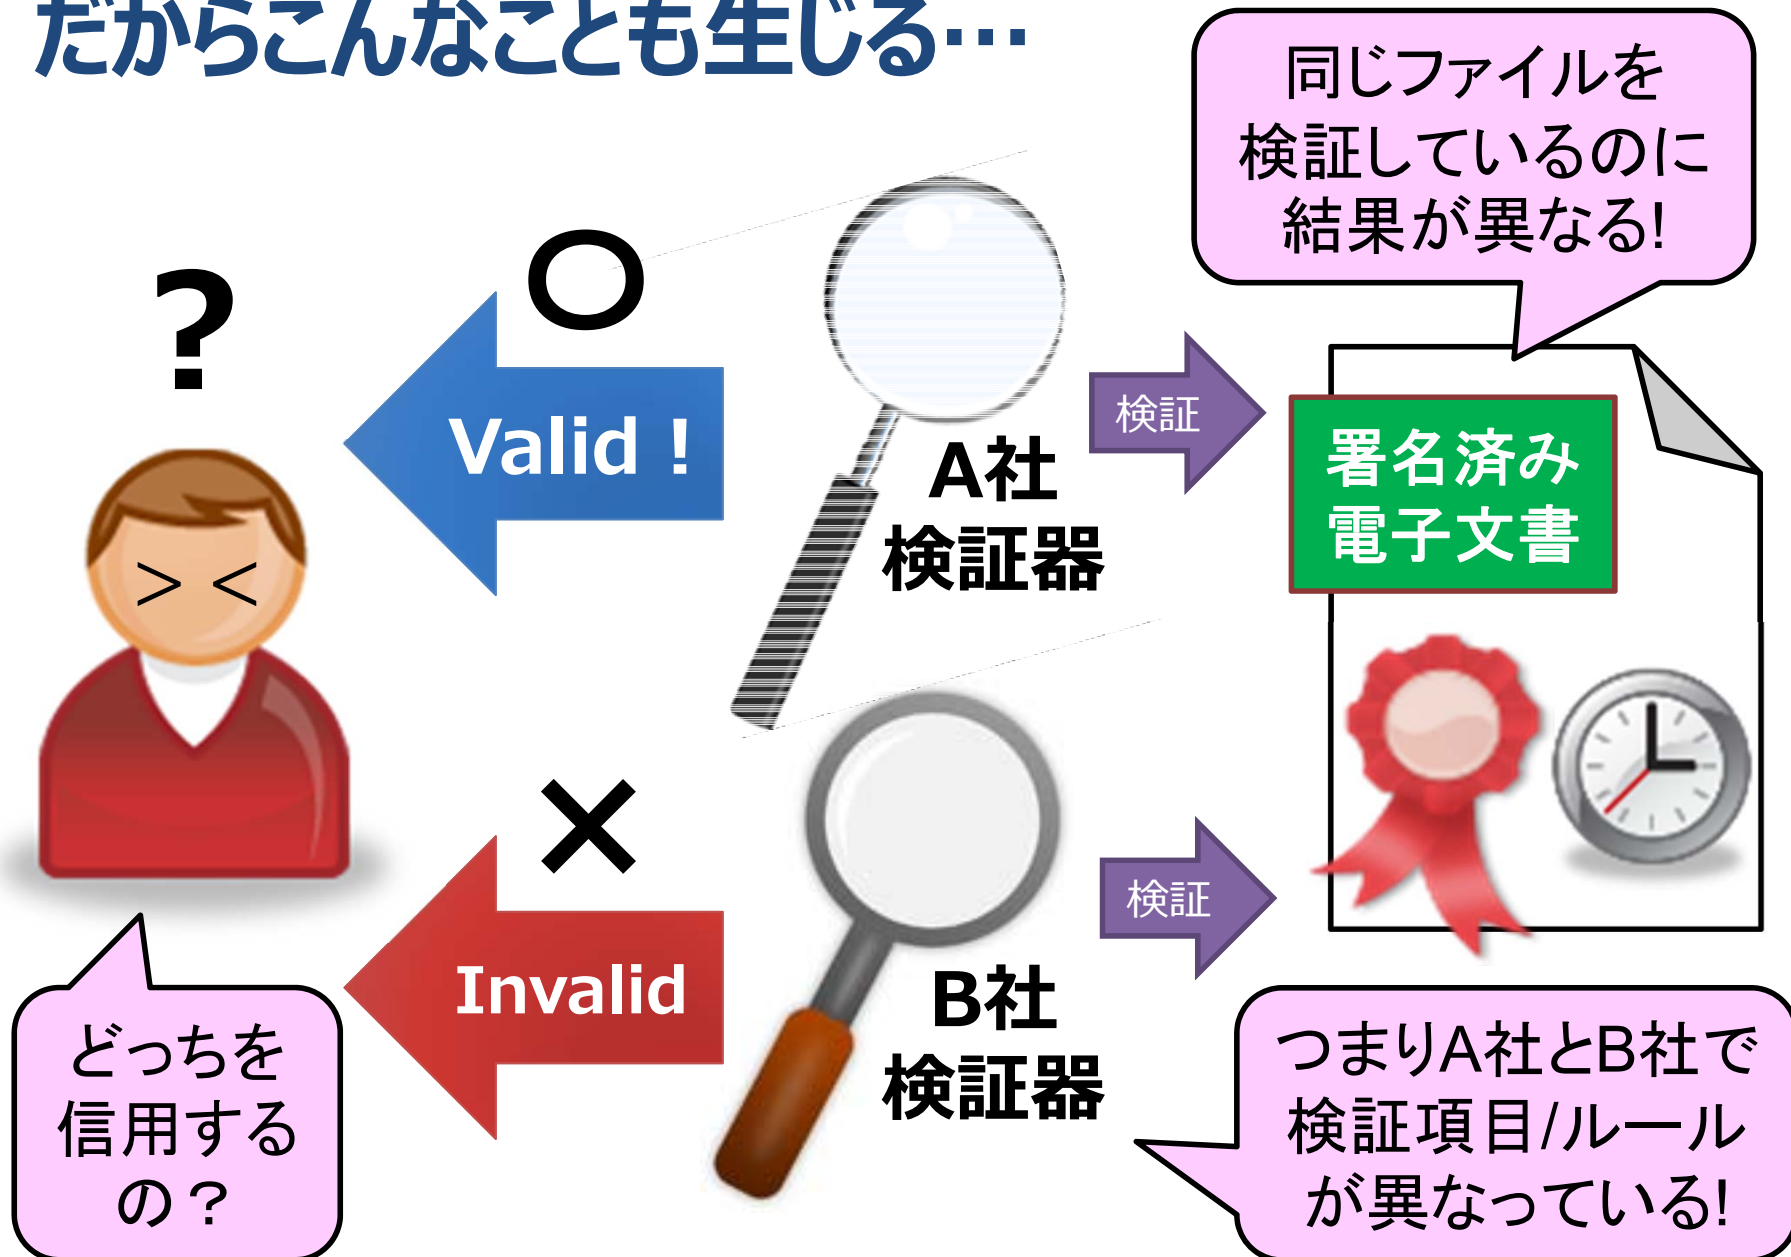 だからこんなことも生じる…
同じファイルを
検証しているのに
結果が異なる!
?
○
Valid！
A社
検証器
検証
署名済み
電子文書
＞＜
×
Invalid
B社
検証器
検証
どっちを
信用する
の？
つまりA社とB社で
検証項目/ルール
が異なっている!